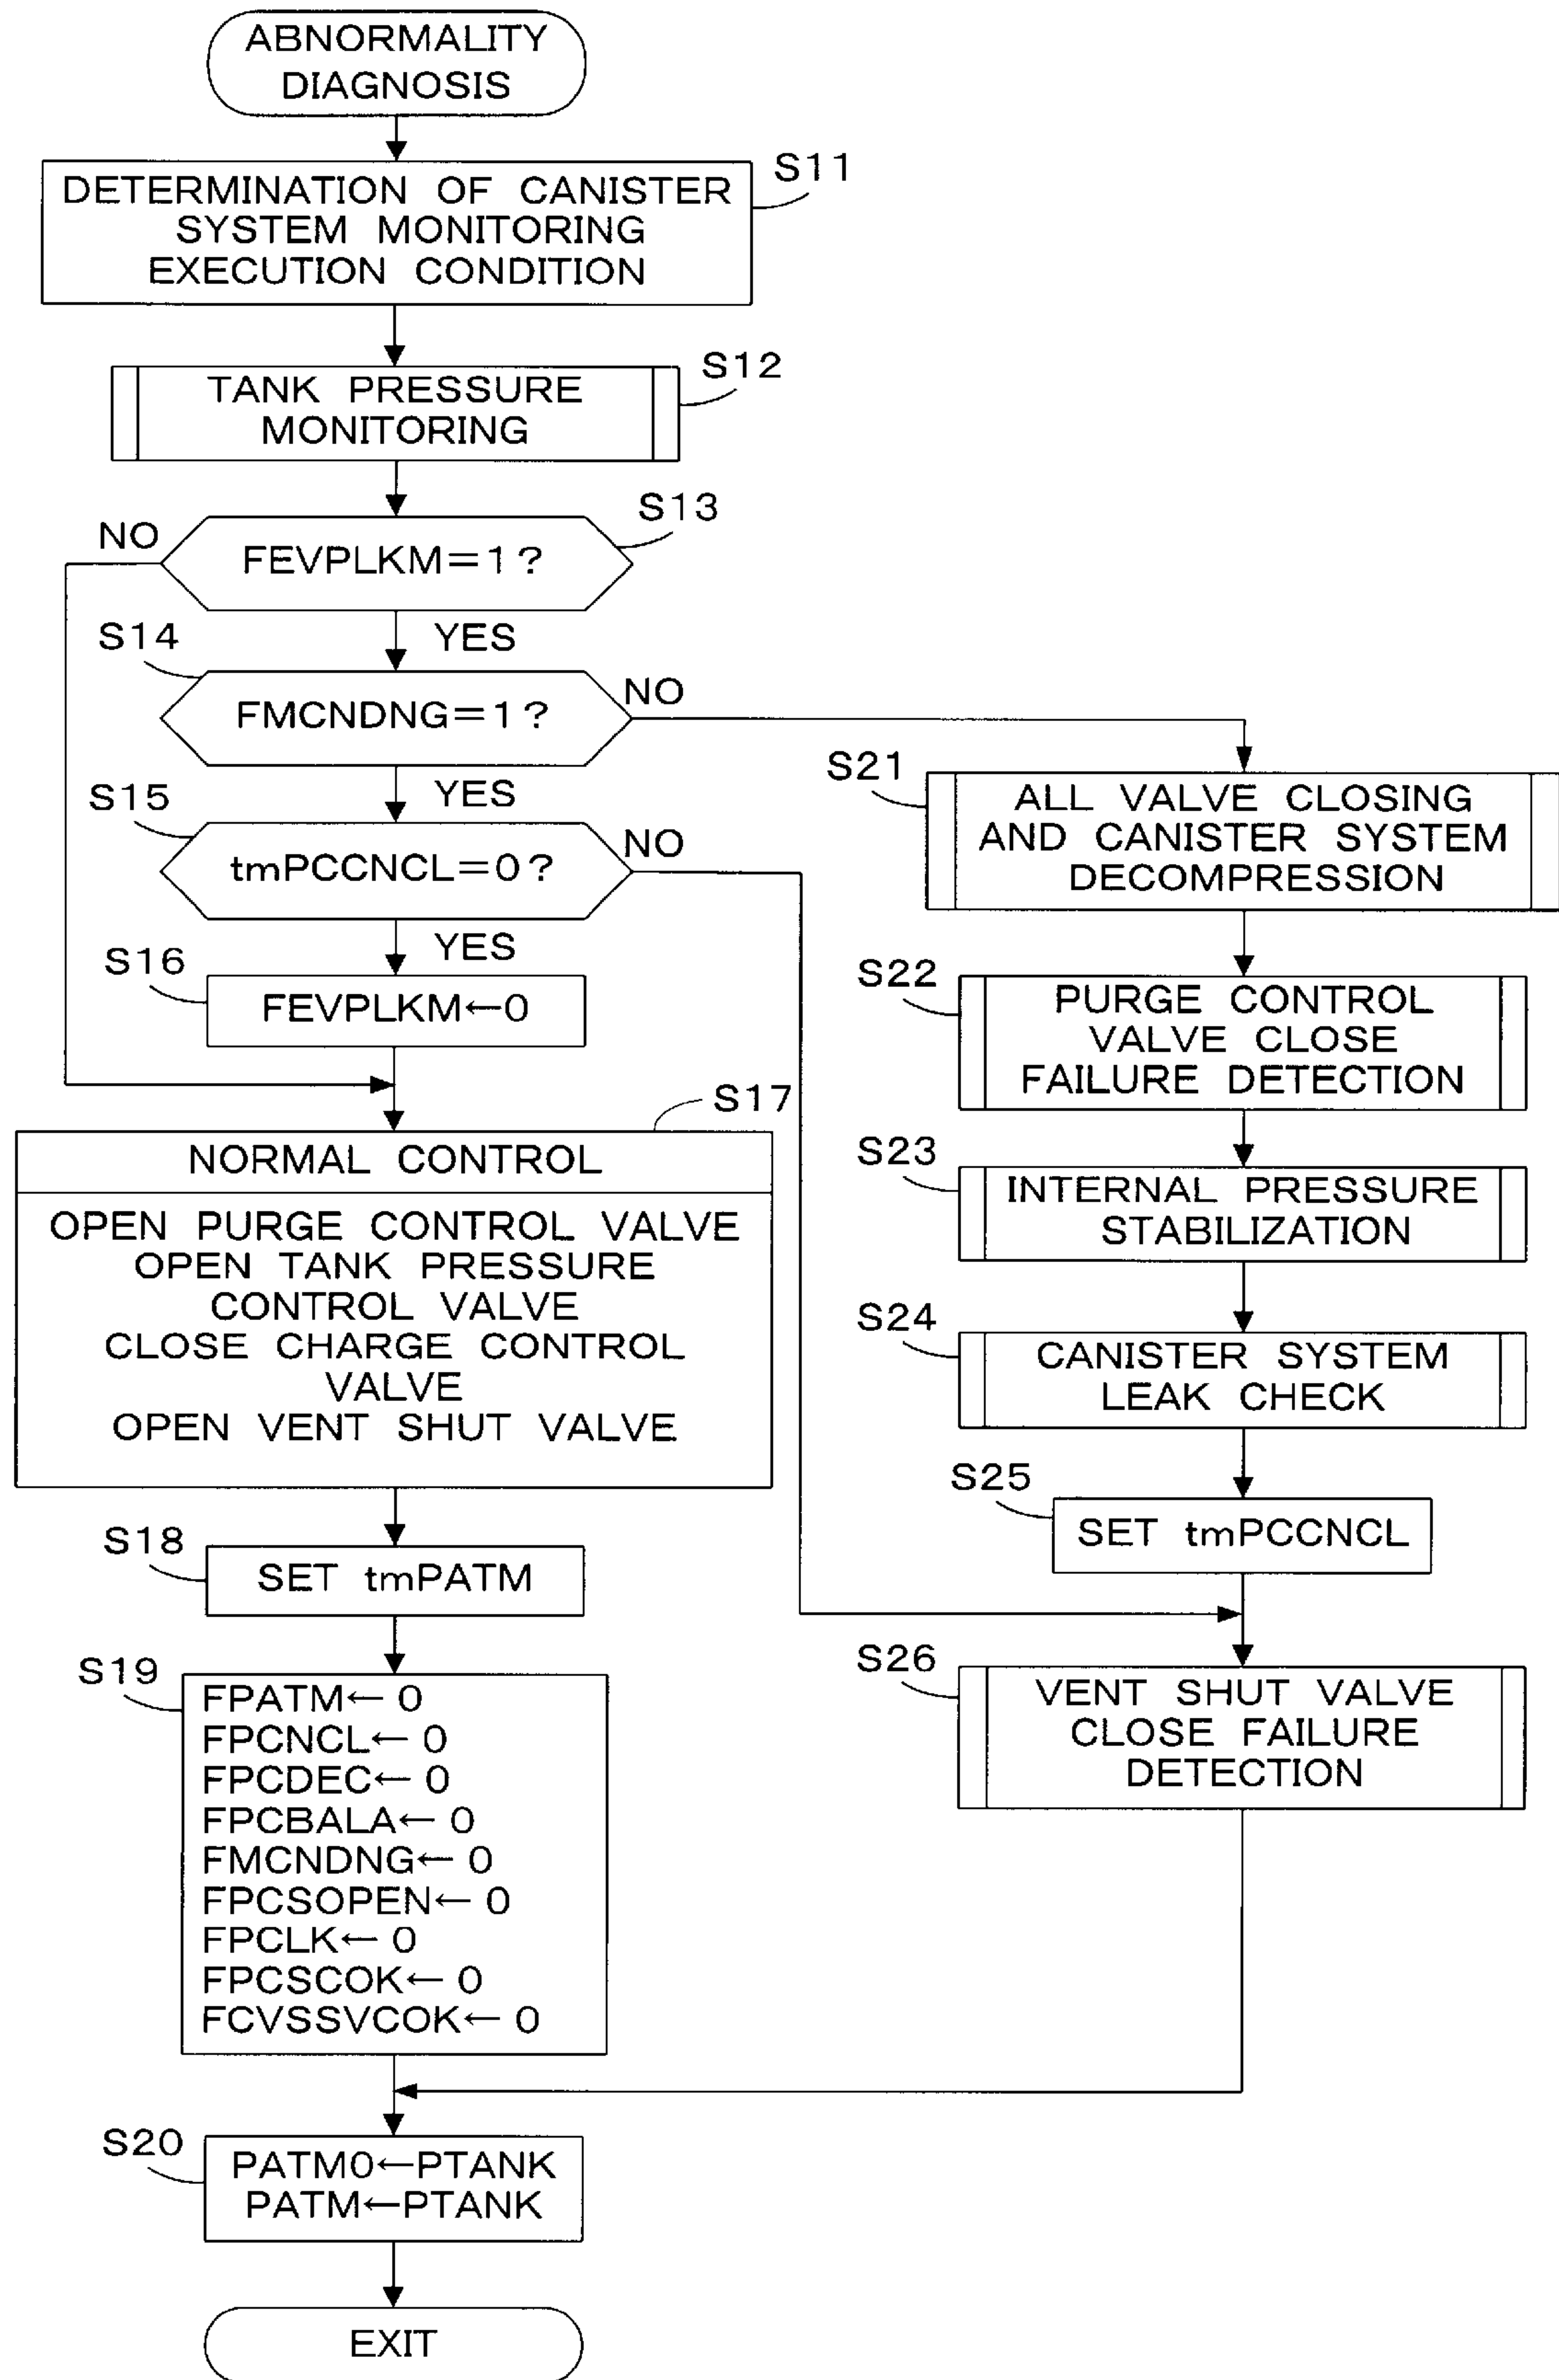 ABNORMALITY
DIAGNOSIS
S11
DETERMINATION OF CANISTER
SYSTEM MONITORING
EXECUTION CONDITION
S12
TANK PRESSURE
MONITORING
S13
NO
FEVPLKM=1?
YES
S14
FMCNDNG=1?
NO
YES
S15
tmPCCNCL=0?
NO
YES
S16
FEVPLKM←0
S17
NORMAL CONTROL
OPEN PURGE CONTROL VALVE
OPEN TANK PRESSURE
CONTROL VALVE
CLOSE CHARGE CONTROL
VALVE
OPEN VENT SHUT VALVE
S18
SET tmPATM
S19
FPATM← 0
FPCNCL← 0
FPCDEC← 0
FPCBALA← 0
FMCNDNG← 0
FPCSOPEN← 0
FPCLK← 0
FPCSCOK← 0
FCVSSVCOK← 0
S20
PATM0←PTANK
PATM←PTANK
EXIT
S21
ALL VALVE CLOSING
AND CANISTER SYSTEM
DECOMPRESSION
S22
PURGE CONTROL
VALVE CLOSE
FAILURE DETECTION
S23
INTERNAL PRESSURE
STABILIZATION
S24
CANISTER SYSTEM
LEAK CHECK
S25
SET tmPCCNCL
S26
VENT SHUT VALVE
CLOSE FAILURE
DETECTION